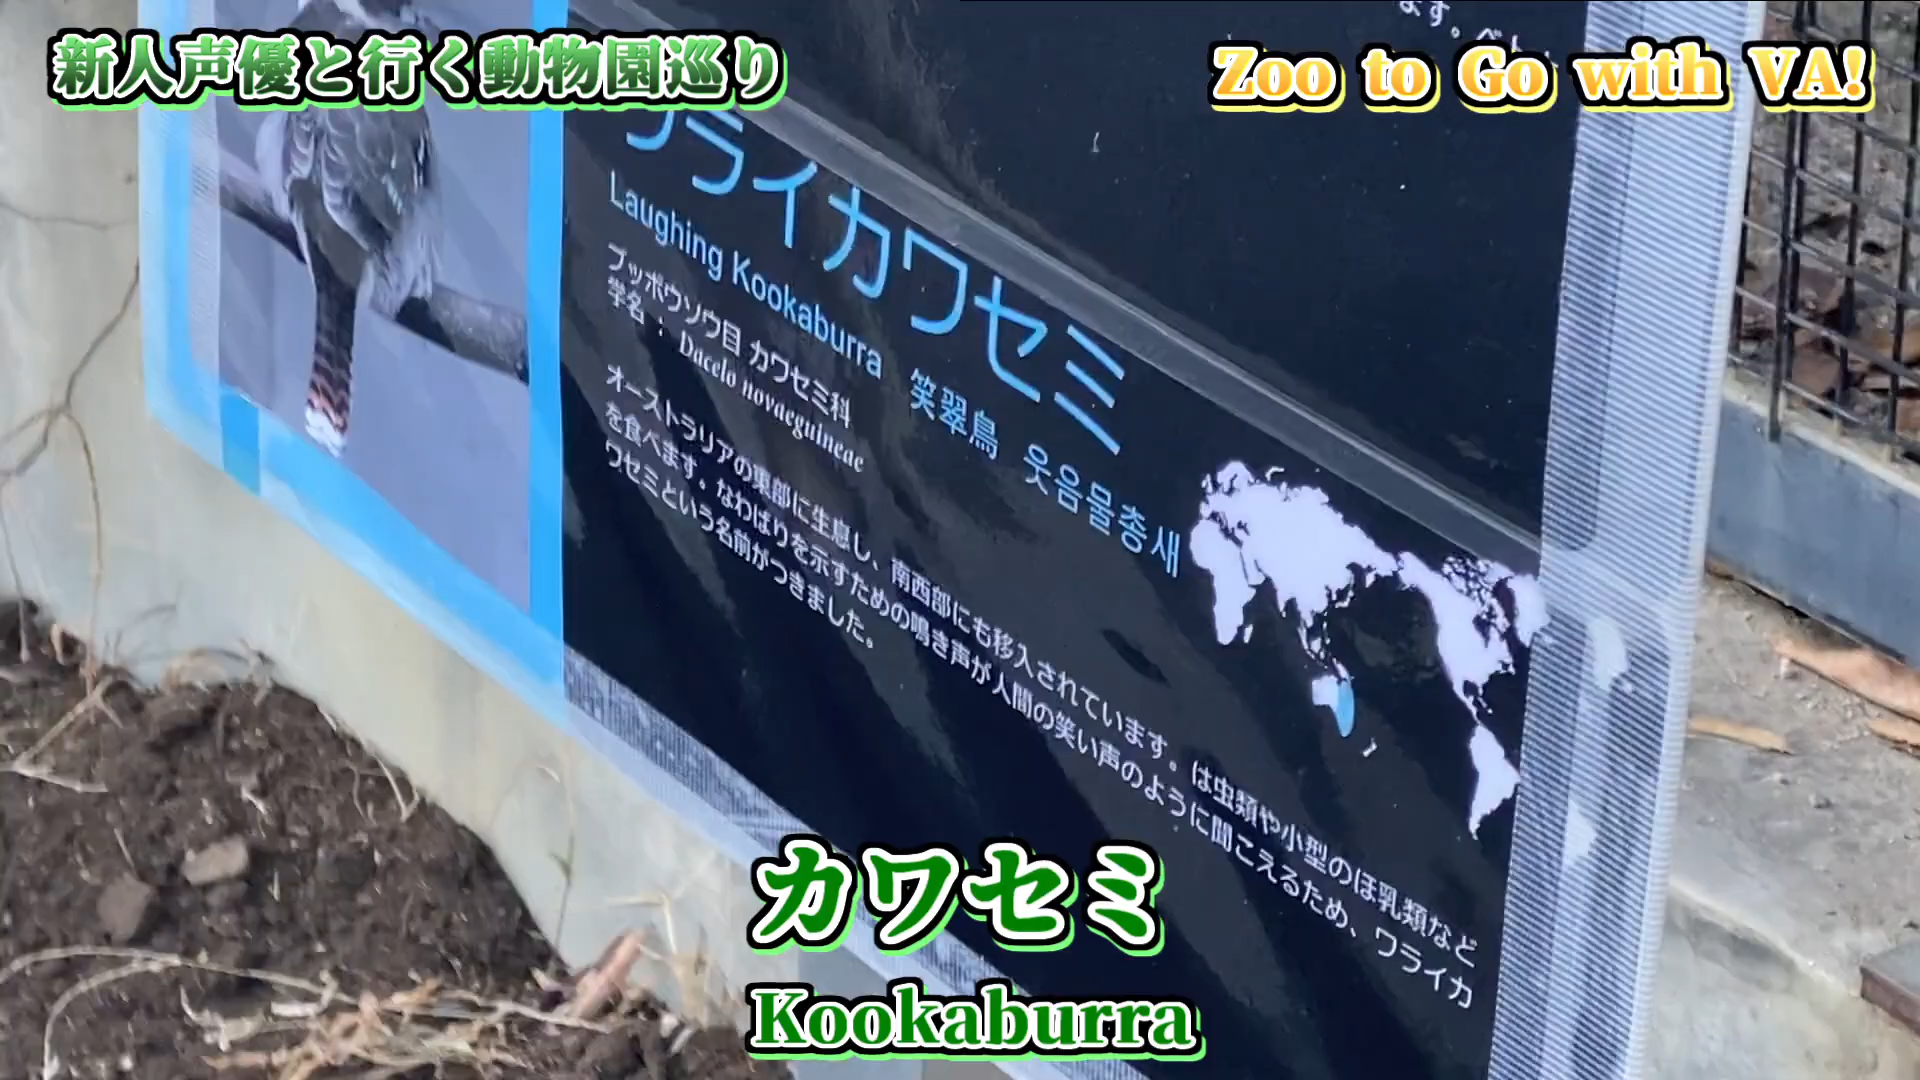 新人声優と行く動物園巡り
Zoo to Go with VA!
ます。
ワライカワセミ
Laughing Kookaburra 笑翠鳥 웃음물총새
ブッポウソウ目 カワセミ科
学名： Dacelo novaeguineae
オーストラリアの東部に生息し、南西部にも移入されています。は虫類や小型のほ乳類など
を食べます。なわばりを示すための鳴き声が人間の笑い声のように聞こえるため、ワライカ
ワセミという名前がつきました。
カワセミ
Kookaburra